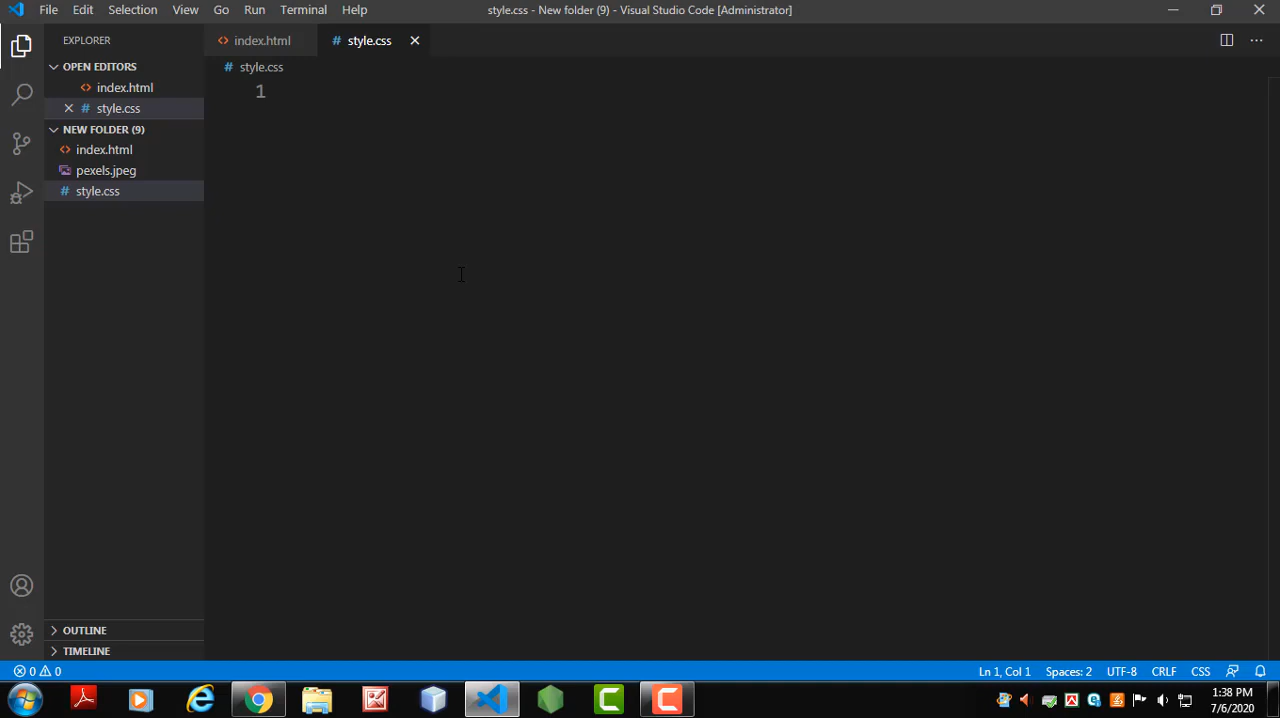 File Edit Selection View Go Run Terminal Help
style.css - New folder (9) - Visual Studio Code [Administrator]
EXPLORER
OPEN EDITORS
index.html
style.css
NEW FOLDER (9)
index.html
pexels.jpeg
style.css
OUTLINE
TIMELINE
index.html
style.css
style.css
1
0 0
Ln 1, Col 1
Spaces: 2
UTF-8
CRLF
CSS
1:38 PM
7/6/2020